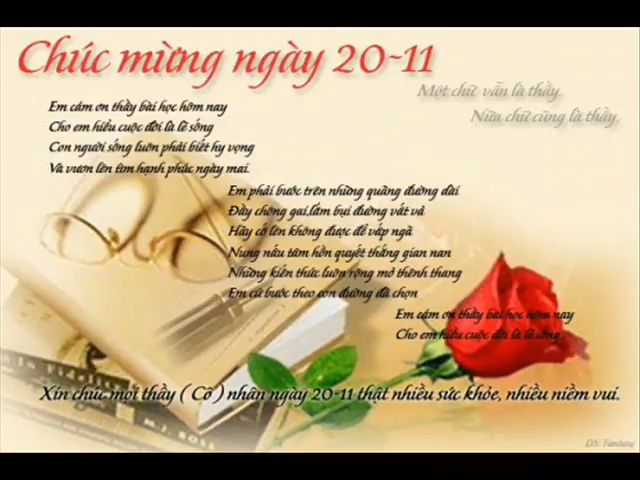 Chúc mừng ngày 20-11
Một chữ vẫn là thầy.
Nửa chữ cũng là thầy.
Em cám ơn thầy bài học hôm nay
Cho em hiểu cuộc đời là lẽ sống
Con người sống luôn phải biết hy vọng
Và vươn lên tìm hạnh phúc ngày mai.
Em phải bước trên những quãng đường dài
Đầy chông gai, lắm bụi đường vất vả
Hãy cố lên không được để vấp ngã
Nung nấu tâm hồn quyết thắng gian nan
Những kiến thức luôn rộng mở thênh thang
Em cứ bước theo con đường đã chọn
Em cám ơn thầy bài học hôm nay
Cho em hiểu cuộc đời là lẽ sống
Xin chúc mọi thầy ( Cô ) nhân ngày 20-11 thật nhiều sức khỏe, nhiều niềm vui.
M. J. ROSE
DS: Fantasy